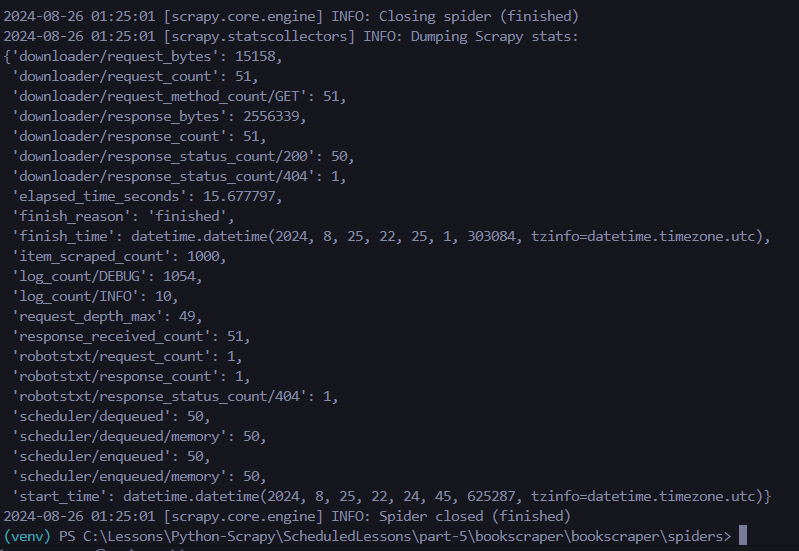 2024-08-26 01:25:01 [scrapy.core.engine] INFO: Closing spider (finished)
2024-08-26 01:25:01 [scrapy.statscollectors] INFO: Dumping Scrapy stats:
{'downloader/request_bytes': 15158,
 'downloader/request_count': 51,
 'downloader/request_method_count/GET': 51,
 'downloader/response_bytes': 2556339,
 'downloader/response_count': 51,
 'downloader/response_status_count/200': 50,
 'downloader/response_status_count/404': 1,
 'elapsed_time_seconds': 15.677797,
 'finish_reason': 'finished',
 'finish_time': datetime.datetime(2024, 8, 25, 22, 25, 1, 303084, tzinfo=datetime.timezone.utc),
 'item_scraped_count': 1000,
 'log_count/DEBUG': 1054,
 'log_count/INFO': 10,
 'request_depth_max': 49,
 'response_received_count': 51,
 'robotstxt/request_count': 1,
 'robotstxt/response_count': 1,
 'robotstxt/response_status_count/404': 1,
 'scheduler/dequeued': 50,
 'scheduler/dequeued/memory': 50,
 'scheduler/enqueued': 50,
 'scheduler/enqueued/memory': 50,
 'start_time': datetime.datetime(2024, 8, 25, 22, 24, 45, 625287, tzinfo=datetime.timezone.utc)}
2024-08-26 01:25:01 [scrapy.core.engine] INFO: Spider closed (finished)
(venv) PS C:\Lessons\Python-Scrapy\ScheduledLessons\part-5\bookscraper\bookscraper\spiders>